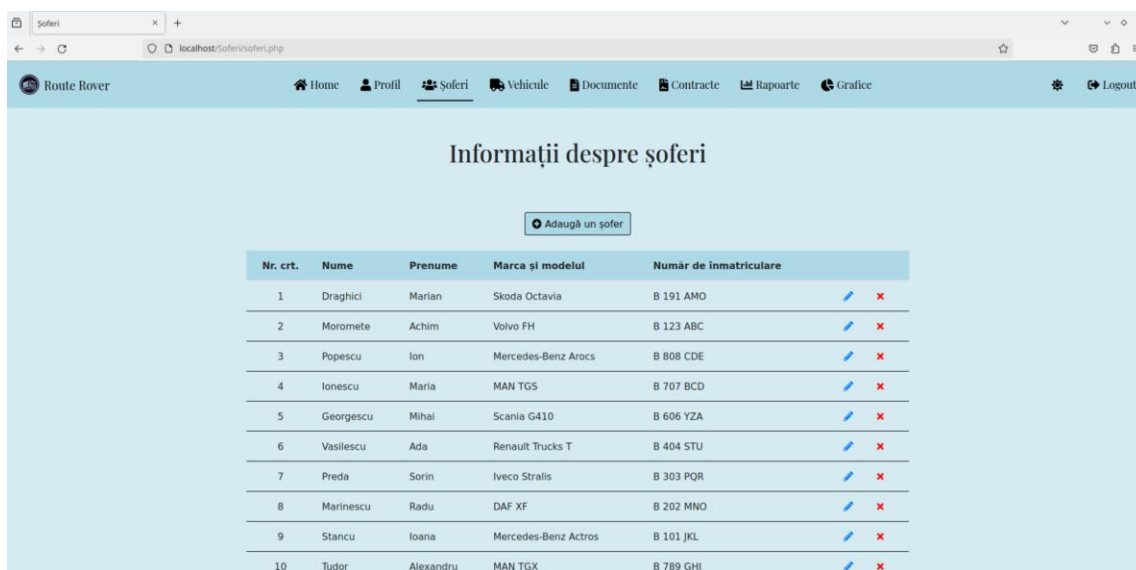 Șoferi
localhost/Soferi/soferi.php
Route Rover Home Profil Șoferi Vehicule Documente Contracte Rapoarte Grafice Logout
Informații despre șoferi
Adaugă un șofer
Nr. crt. Nume Prenume Marca și modelul Număr de înmatriculare
1 Draghici Marian Skoda Octavia B 191 AMO
2 Moromete Achim Volvo FH B 123 ABC
3 Popescu Ion Mercedes-Benz Arocs B 808 CDE
4 Ionescu Maria MAN TGS B 707 BCD
5 Georgescu Mihai Scania G410 B 606 YZA
6 Vasilescu Ada Renault Trucks T B 404 STU
7 Preda Sorin Iveco Stralis B 303 PQR
8 Marinescu Radu DAF XF B 202 MNO
9 Stancu Ioana Mercedes-Benz Actros B 101 JKL
10 Tudor Alexandru MAN TGX B 789 GHI